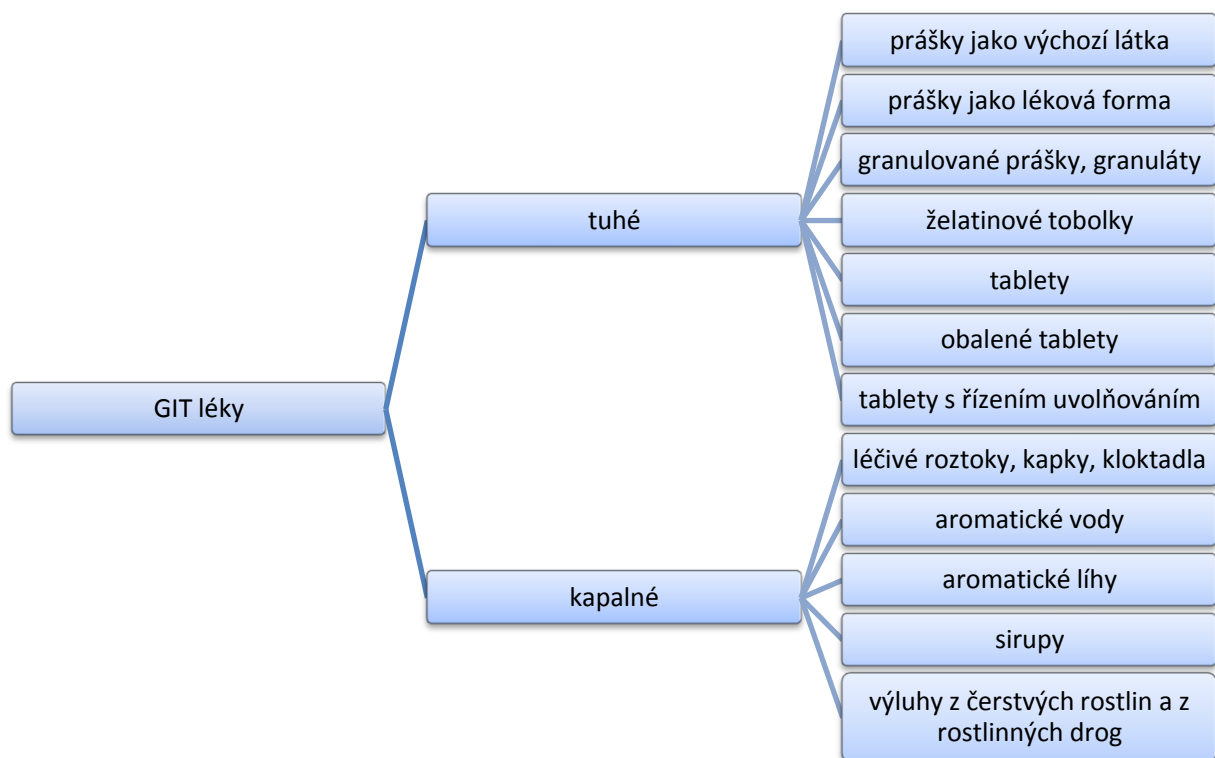 GIT léky
tuhé
prášky jako výchozí látka
prášky jako léková forma
granulované prášky, granuláty
želatinové tobolky
tablety
obalené tablety
tablety s řízením uvolňováním
kapalné
léčivé roztoky, kapky, kloktadla
aromatické vody
aromatické líhy
sirupy
výluhy z čerstvých rostlin a z
rostlinných drog